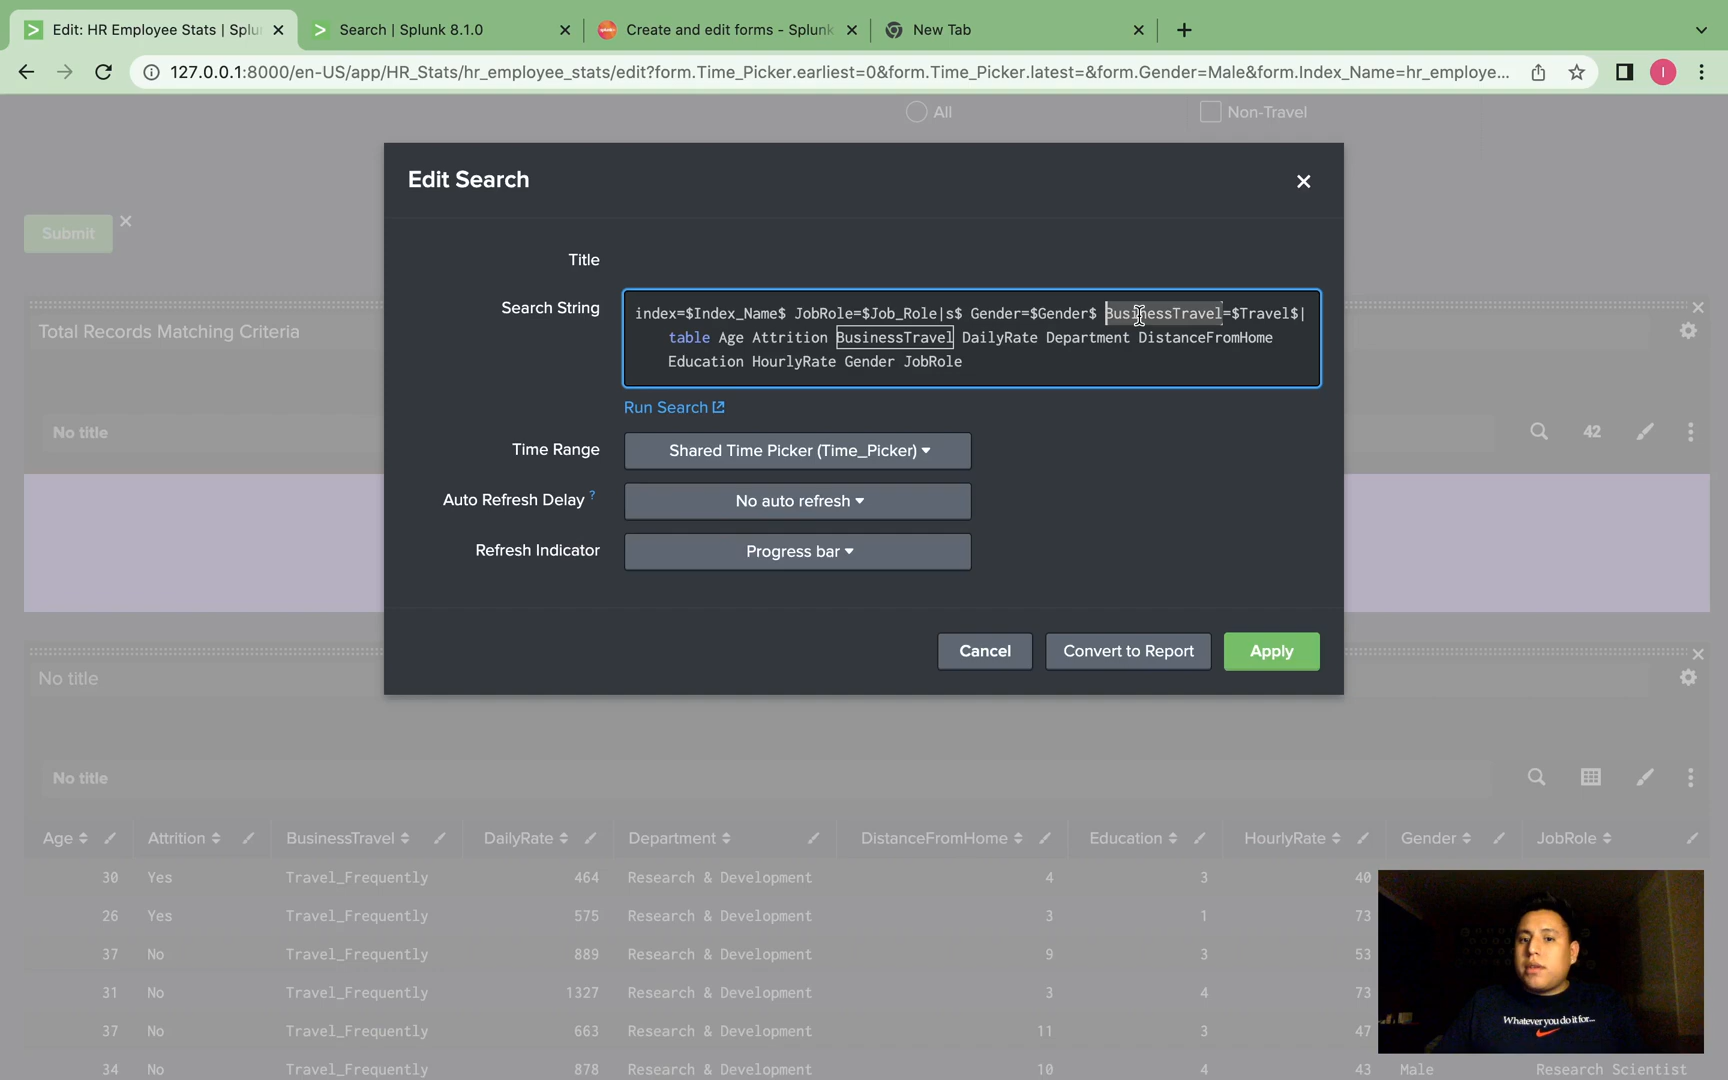 Edit: HR Employee Stats | Splu
Search | Splunk 8.1.0
Create and edit forms - Splunk
New Tab
127.0.0.1:8000/en-US/app/HR_Stats/hr_employee_stats/edit?form.Time_Picker.earliest=0&form.Time_Picker.latest=&form.Gender=Male&form.Index_Name=hr_employe...
I
All
Non-Travel
Submit
Edit Search
Title
Search String
index=$Index_Name$ JobRole=$Job_Role|s$ Gender=$Gender$ BusinessTravel=$Travel$|
table Age Attrition BusinessTravel DailyRate Department DistanceFromHome
Education HourlyRate Gender JobRole
Run Search
Time Range
Shared Time Picker (Time_Picker)
Auto Refresh Delay ?
No auto refresh
Refresh Indicator
Progress bar
Cancel
Convert to Report
Apply
Total Records Matching Criteria
No title
42
No title
No title
Age Attrition BusinessTravel DailyRate Department DistanceFromHome Education HourlyRate Gender JobRole
30 Yes Travel_Frequently 464 Research & Development 4 3 40
26 Yes Travel_Frequently 575 Research & Development 3 1 73
37 No Travel_Frequently 889 Research & Development 9 3 53
31 No Travel_Frequently 1327 Research & Development 3 4 73
37 No Travel_Frequently 663 Research & Development 11 3 47
34 No Travel_Frequently 878 Research & Development 10 4 43 Male Research Scientist
Whatever you do it for...